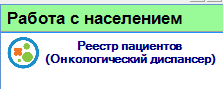 Работа с населением
Реестр пациентов
(Онкологический диспансер)